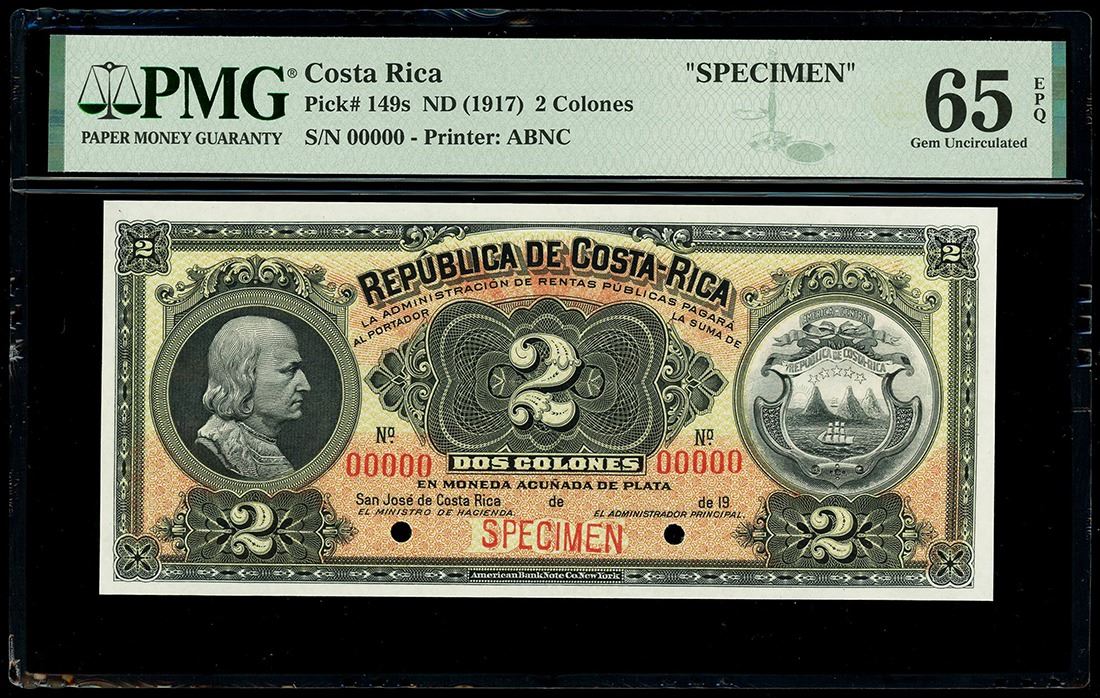 PMG®
PAPER MONEY GUARANTY
Costa Rica
Pick# 149s ND (1917) 2 Colones
S/N 00000 - Printer: ABNC
"SPECIMEN"
65
EPQ
Gem Uncirculated
2
2
REPÚBLICA DE COSTA-RICA
LA ADMINISTRACIÓN DE RENTAS PÚBLICAS PAGARÁ
AL PORTADOR
LA SUMA DE
2
AMERICA CENTRAL
"REPUBLICA DE COSTA-RICA"
Nº
00000
Nº
00000
DOS COLONES
EN MONEDA ACUÑADA DE PLATA
San José de Costa Rica de de 19
EL MINISTRO DE HACIENDA.
EL ADMINISTRADOR PRINCIPAL.
2
SPECIMEN
2
American Bank Note Co. New York